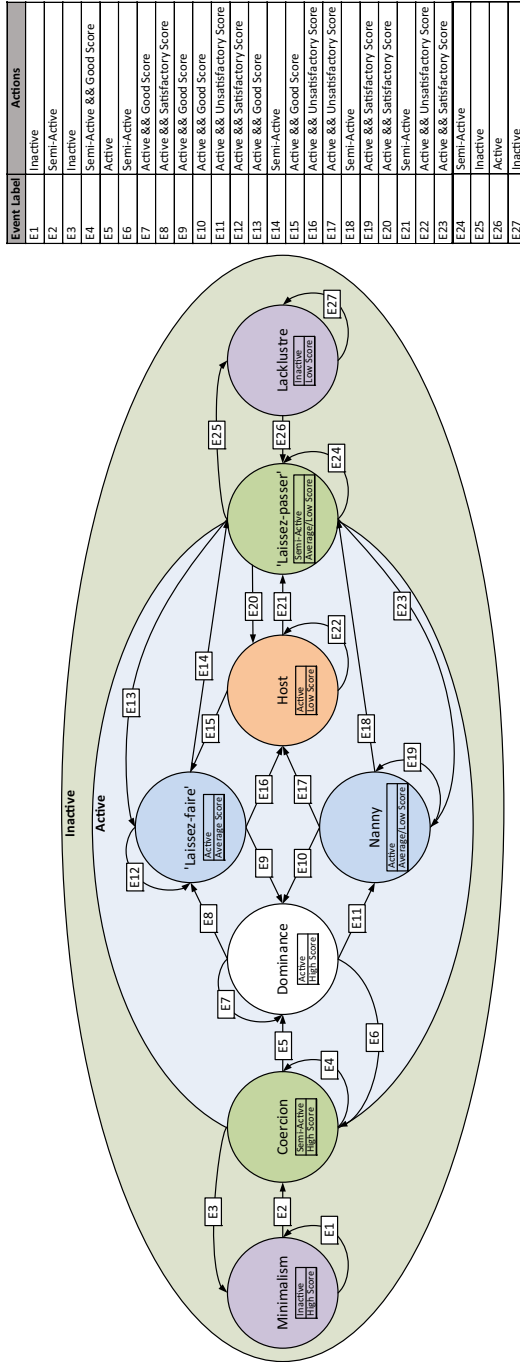 Event Label Actions
E1 Inactive
E2 Semi-Active
E3 Inactive
E4 Semi-Active && Good Score
E5 Active
E6 Semi-Active
E7 Active && Good Score
E8 Active && Satisfactory Score
E9 Active && Good Score
E10 Active && Good Score
E11 Active && Unsatisfactory Score
E12 Active && Satisfactory Score
E13 Active && Good Score
E14 Semi-Active
E15 Active && Good Score
E16 Active && Unsatisfactory Score
E17 Active && Unsatisfactory Score
E18 Semi-Active
E19 Active && Satisfactory Score
E20 Active && Satisfactory Score
E21 Semi-Active
E22 Active && Unsatisfactory Score
E23 Active && Satisfactory Score
E24 Semi-Active
E25 Inactive
E26 Active
E27 Inactive
Inactive
Active
Minimalism
Inactive
High Score
E1
E2
E3
Coercion
Semi-Active
High Score
E4
E5
E6
Dominance
Active
High Score
E7
E8
E9
E10
E11
'Laissez-faire'
Active
Average Score
E12
E13
E14
E15
E16
E17
Nanny
Active
Average/Low Score
E18
E19
Host
Active
Low Score
E20
E21
E22
E23
'Laissez-passer'
Semi-Active
Average/Low Score
E24
E25
E26
Lacklustre
Inactive
Low Score
E27